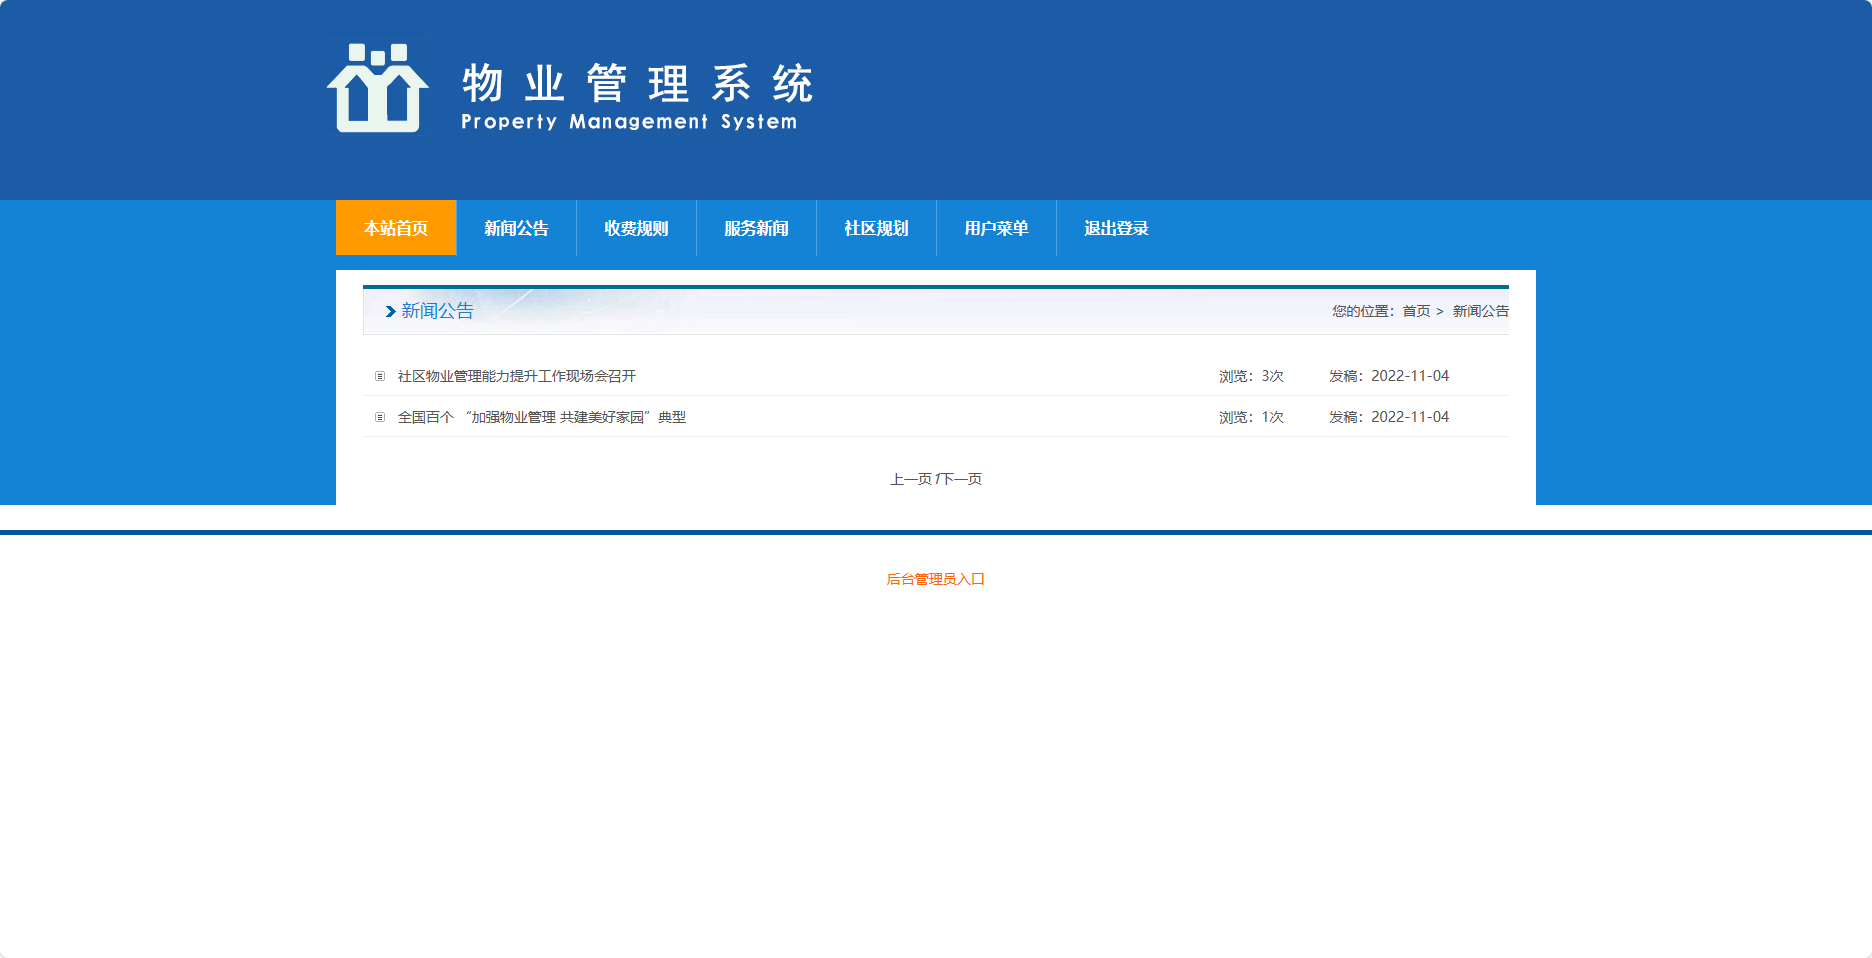 物业管理系统
Property Management System
本站首页 新闻公告 收费规则 服务新闻 社区规划 用户菜单 退出登录
新闻公告 您的位置：首页 > 新闻公告
社区物业管理能力提升工作现场会召开 浏览：3次 发稿：2022-11-04
全国百个 “加强物业管理 共建美好家园”典型 浏览：1次 发稿：2022-11-04
上一页1下一页
后台管理员入口